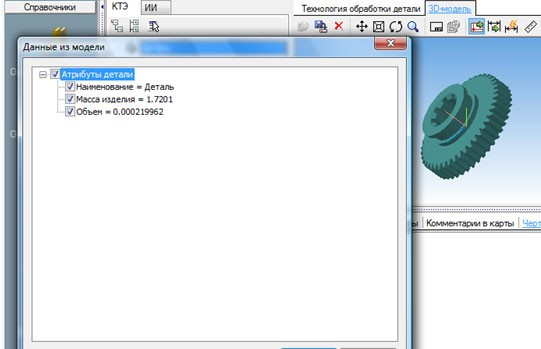 Справочники
КТЭ
ИИ
Технология обработки детали
3D-модель
Данные из модели
Атрибуты детали
Наименование = Деталь
Масса изделия = 1.7201
Объем = 0.000219962
Комментарии в карты